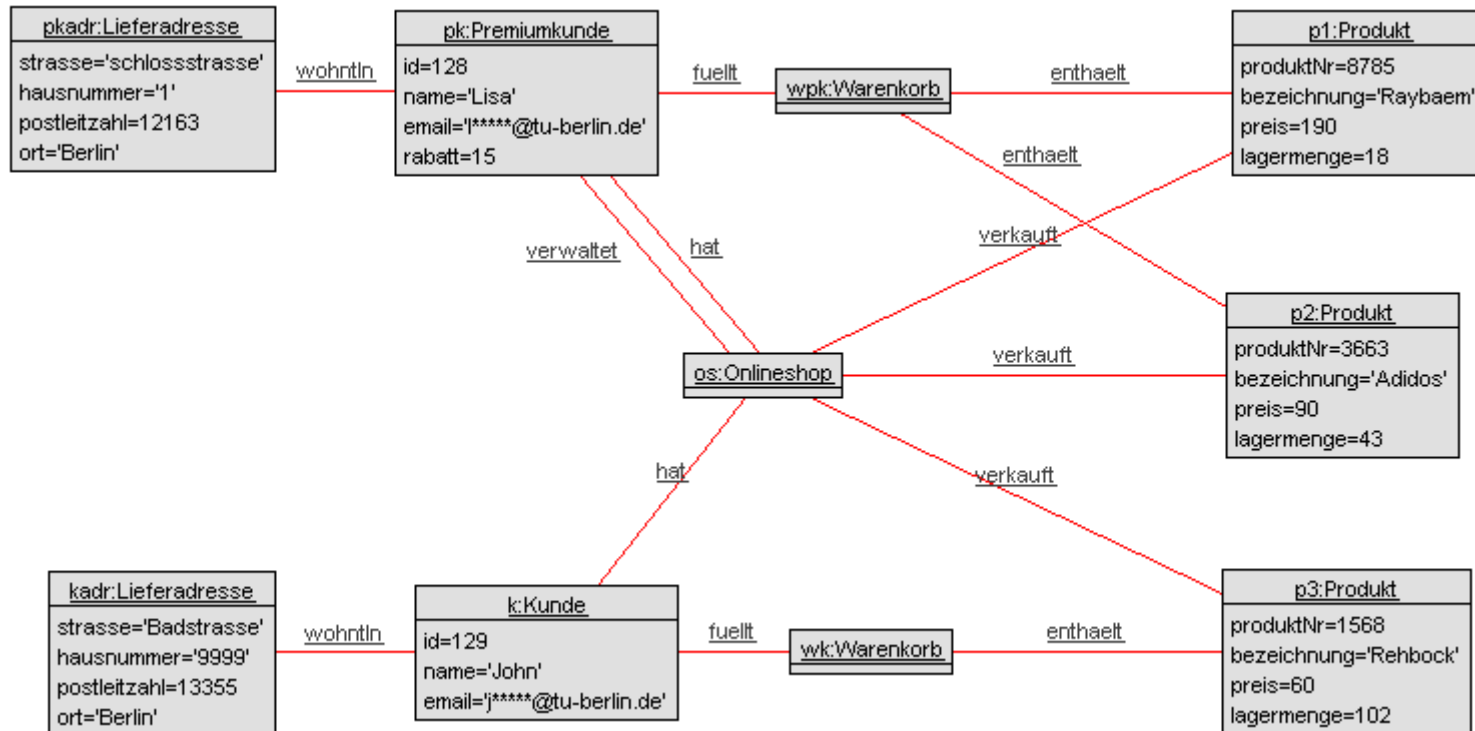 pkadr:Lieferadresse
strasse='schlossstrasse'
hausnummer='1'
postleitzahl=12163
ort='Berlin'
wohntIn
pk:Premiumkunde
id=128
name='Lisa'
email='l*****@tu-berlin.de'
rabatt=15
fuellt
wpk:Warenkorb
enthaelt
enthaelt
p1:Produkt
produktNr=8785
bezeichnung='Raybaem'
preis=190
lagermenge=18
verwaltet
hat
verkauft
os:Onlineshop
verkauft
p2:Produkt
produktNr=3663
bezeichnung='Adidos'
preis=90
lagermenge=43
hat
verkauft
kadr:Lieferadresse
strasse='Badstrasse'
hausnummer='9999'
postleitzahl=13355
ort='Berlin'
wohntIn
k:Kunde
id=129
name='John'
email='j*****@tu-berlin.de'
fuellt
wk:Warenkorb
enthaelt
p3:Produkt
produktNr=1568
bezeichnung='Rehbock'
preis=60
lagermenge=102